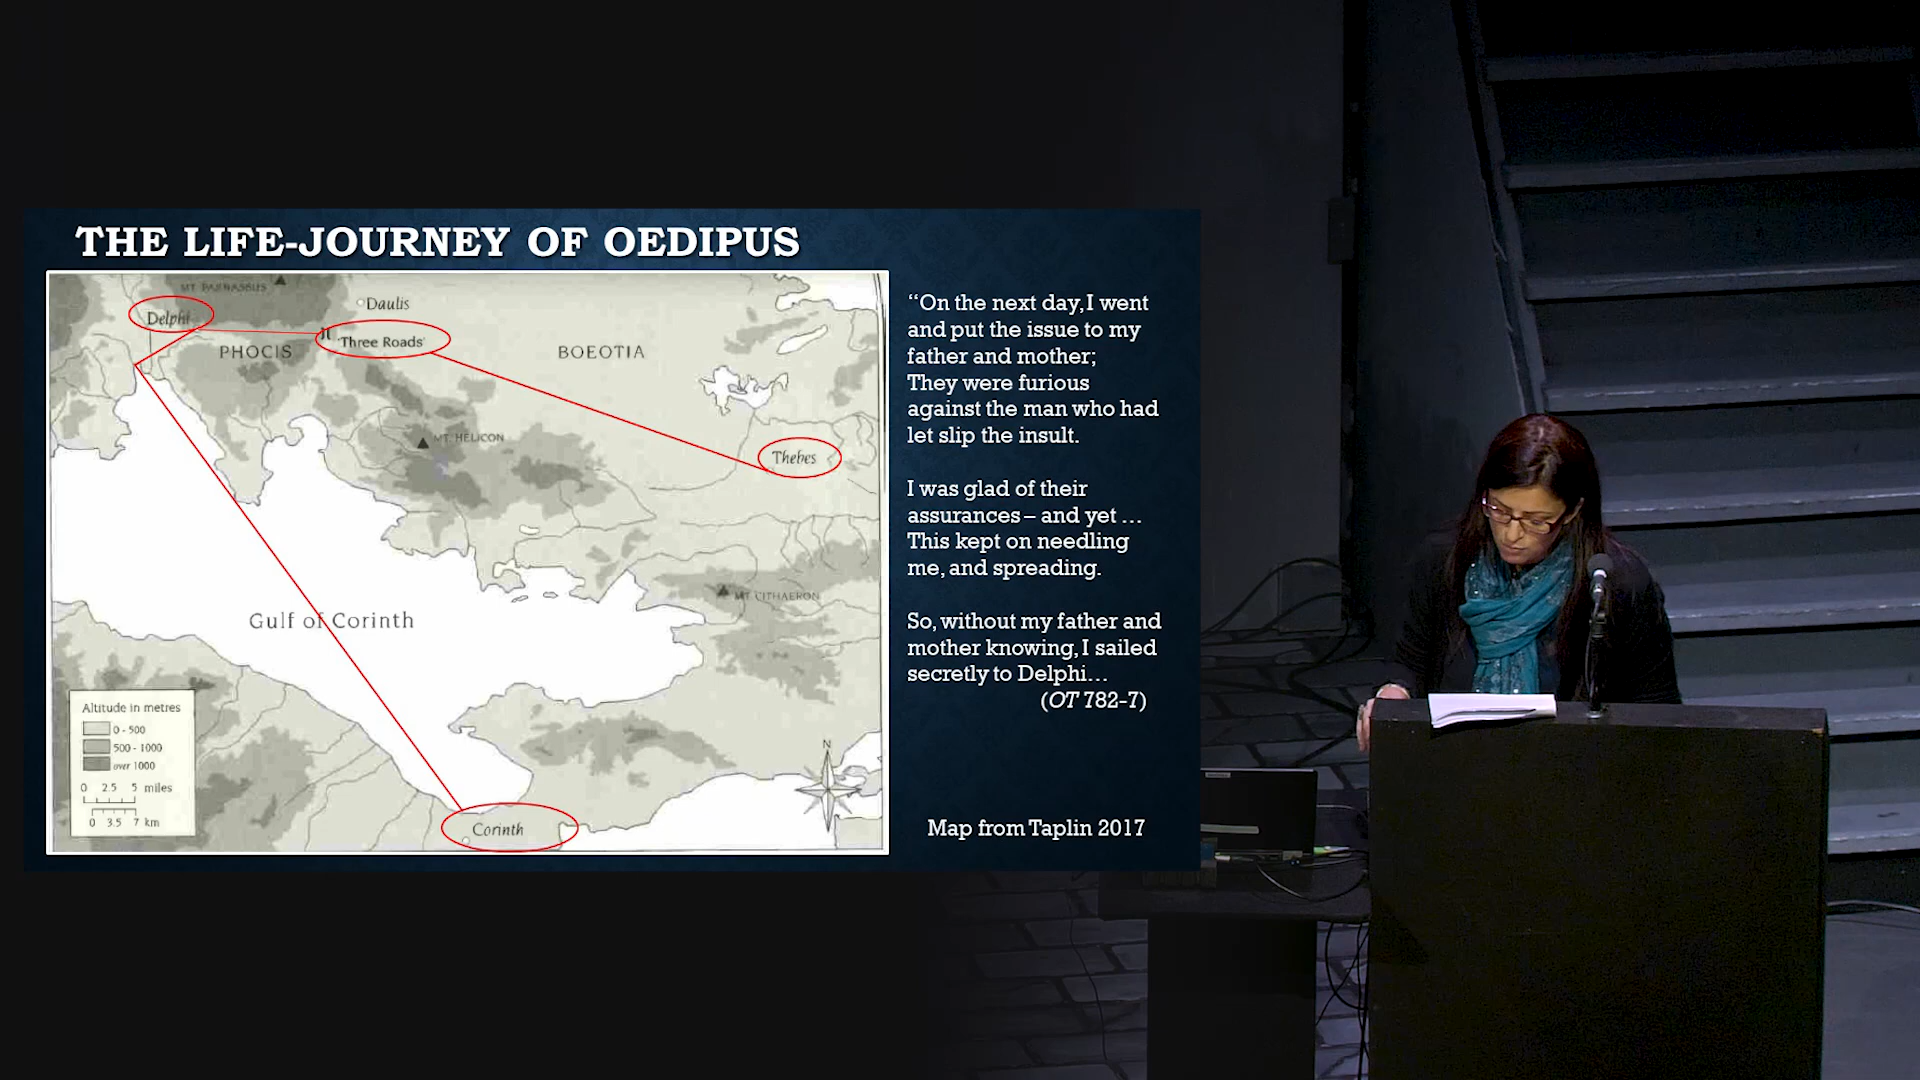 THE LIFE-JOURNEY OF OEDIPUS
MT PARNASSUS
Daulis
Delphi
'Three Roads'
PHOCIS
BOEOTIA
MT. HELICON
Thebes
MT CITHAERON
Gulf of Corinth
Altitude in metres
0 - 500
500 - 1000
over 1000
0 2.5 5 miles
0 3.5 7 km
N
Corinth
“On the next day, I went
and put the issue to my
father and mother;
They were furious
against the man who had
let slip the insult.
I was glad of their
assurances – and yet …
This kept on needling
me, and spreading.
So, without my father and
mother knowing, I sailed
secretly to Delphi…
(OT 782-7)
Map from Taplin 2017